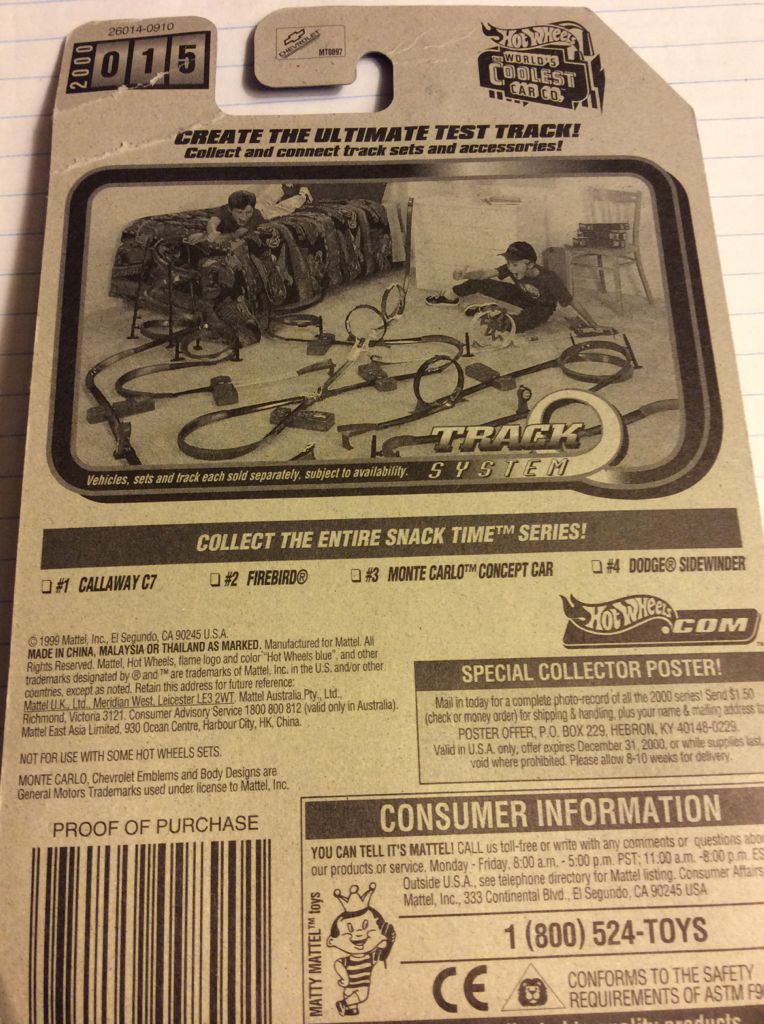 26014-0910
2000
015
CHEVROLET
MT0897
Hot Wheels
WORLD'S
COOLEST
CAR CO.
CREATE THE ULTIMATE TEST TRACK!
Collect and connect track sets and accessories!
TRACK
SYSTEM
Vehicles, sets and track each sold separately, subject to availability.
COLLECT THE ENTIRE SNACK TIME™ SERIES!
❏ #1 CALLAWAY C7 ❏ #2 FIREBIRD® ❏ #3 MONTE CARLO™ CONCEPT CAR ❏ #4 DODGE® SIDEWINDER
Hot Wheels.COM
© 1999 Mattel, Inc., El Segundo, CA 90245 U.S.A.
MADE IN CHINA, MALAYSIA OR THAILAND AS MARKED. Manufactured for Mattel. All
Rights Reserved. Mattel, Hot Wheels, flame logo and color "Hot Wheels blue", and other
trademarks designated by ® and ™ are trademarks of Mattel, Inc. in the U.S. and/or other
countries, except as noted. Retain this address for future reference:
Mattel U.K., Ltd., Meridian West, Leicester LE3 2WT. Mattel Australia Pty., Ltd.,
Richmond, Victoria 3121. Consumer Advisory Service 1800 800 812 (valid only in Australia).
Mattel East Asia Limited, 930 Ocean Centre, Harbour City, HK, China.
NOT FOR USE WITH SOME HOT WHEELS SETS.
MONTE CARLO, Chevrolet Emblems and Body Designs are
General Motors Trademarks used under license to Mattel, Inc.
SPECIAL COLLECTOR POSTER!
Mail in today for a complete photo-record of all the 2000 series! Send $1.50
(check or money order) for shipping & handling, plus your name & mailing address to
POSTER OFFER, P.O. BOX 229, HEBRON, KY 40148-0229.
Valid in U.S.A. only, offer expires December 31, 2000, or while supplies last,
void where prohibited. Please allow 8-10 weeks for delivery.
PROOF OF PURCHASE
CONSUMER INFORMATION
YOU CAN TELL IT'S MATTEL! CALL us toll-free or write with any comments or questions abo
our products or service, Monday - Friday, 8:00 a.m. - 5:00 p.m. PST; 11:00 a.m. -8:00 p.m. ES
Outside U.S.A., see telephone directory for Mattel listing. Consumer Affairs
Mattel, Inc., 333 Continental Blvd., El Segundo, CA 90245 USA
MATTY MATTEL™ toys
1 (800) 524-TOYS
CE
CONFORMS TO THE SAFETY
REQUIREMENTS OF ASTM F9
quality products